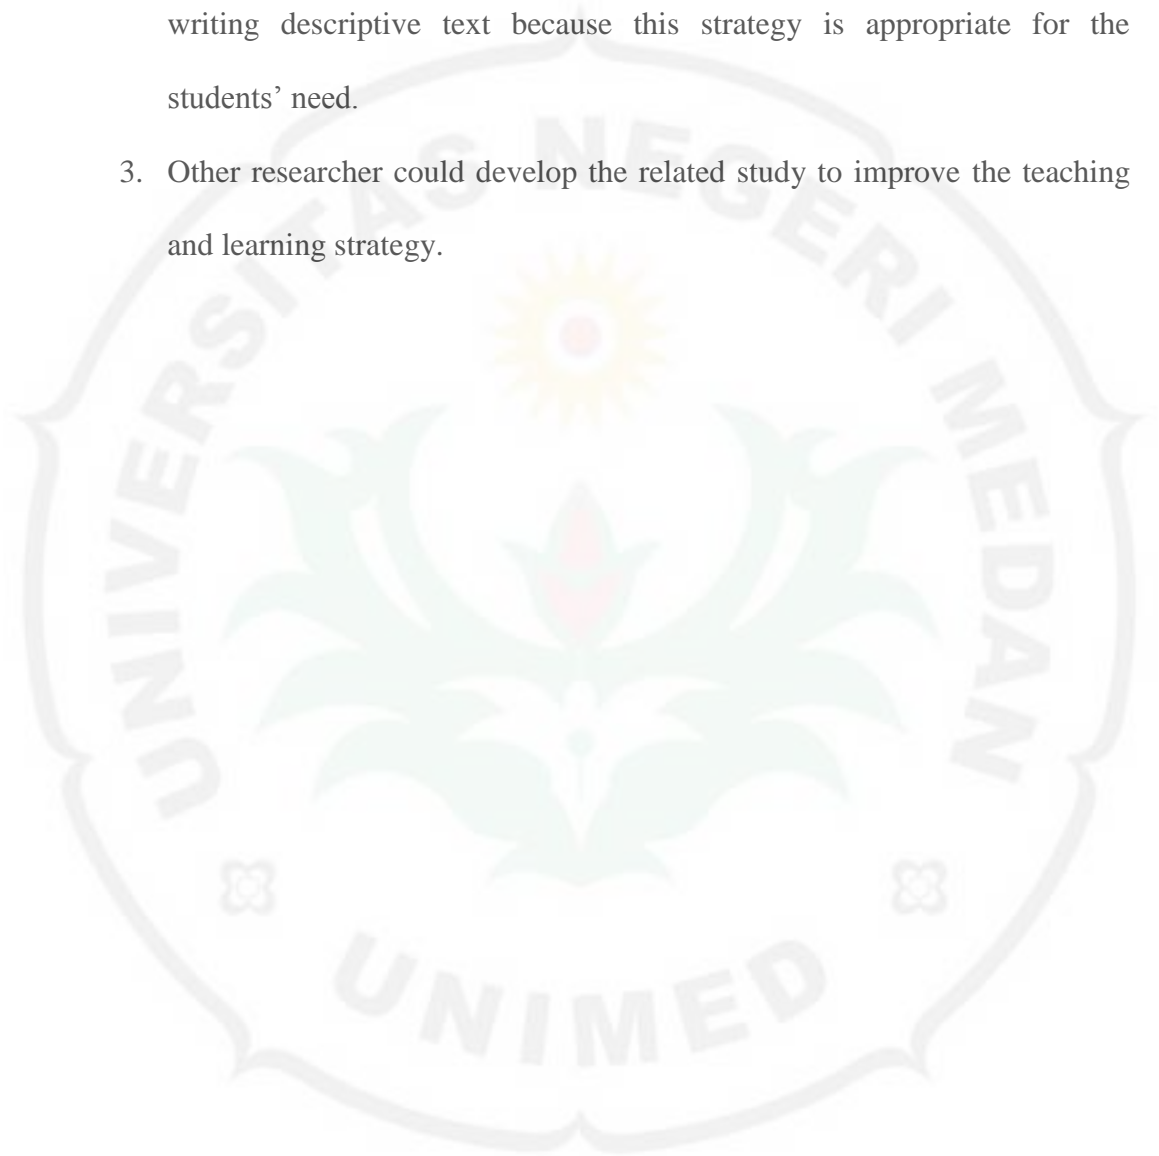 writing descriptive text because this strategy is appropriate for the
students’ need.
3. Other researcher could develop the related study to improve the teaching
and learning strategy.
UNIVERSITAS NEGERI MEDAN
UNIMED